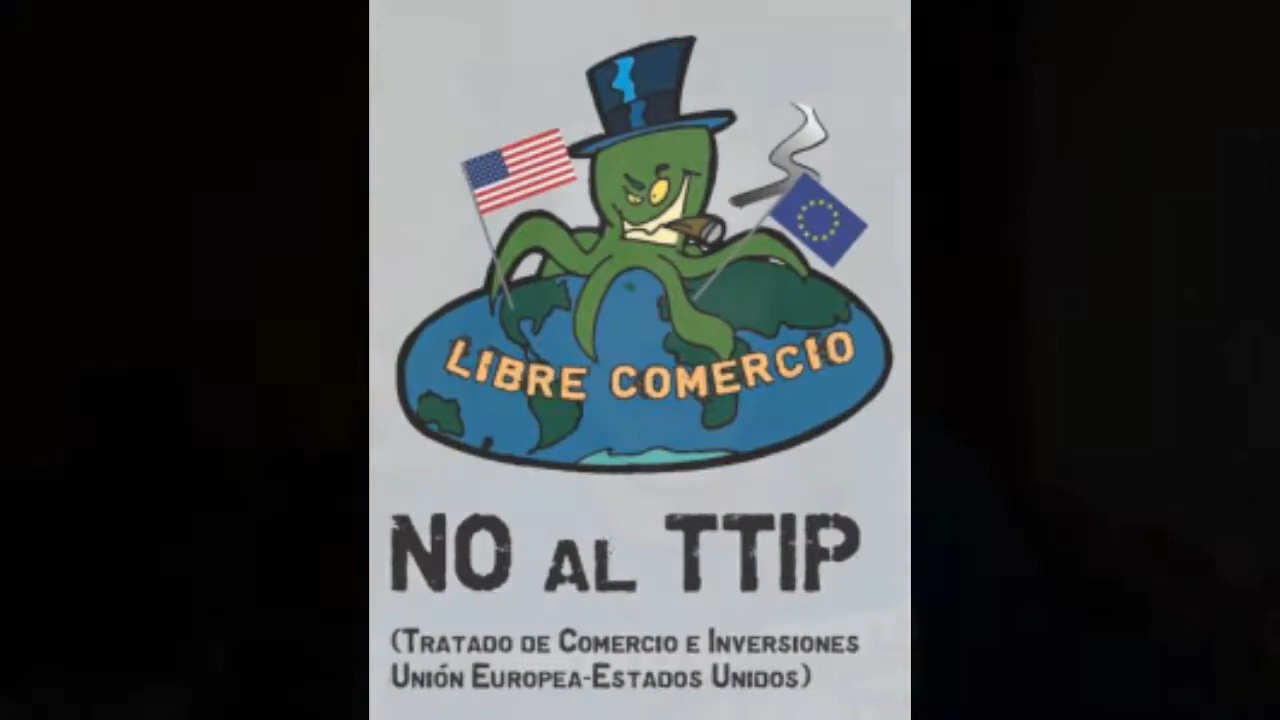 LIBRE COMERCIO
NO AL TTIP
(TRATADO DE COMERCIO E INVERSIONES
UNIÓN EUROPEA-ESTADOS UNIDOS)